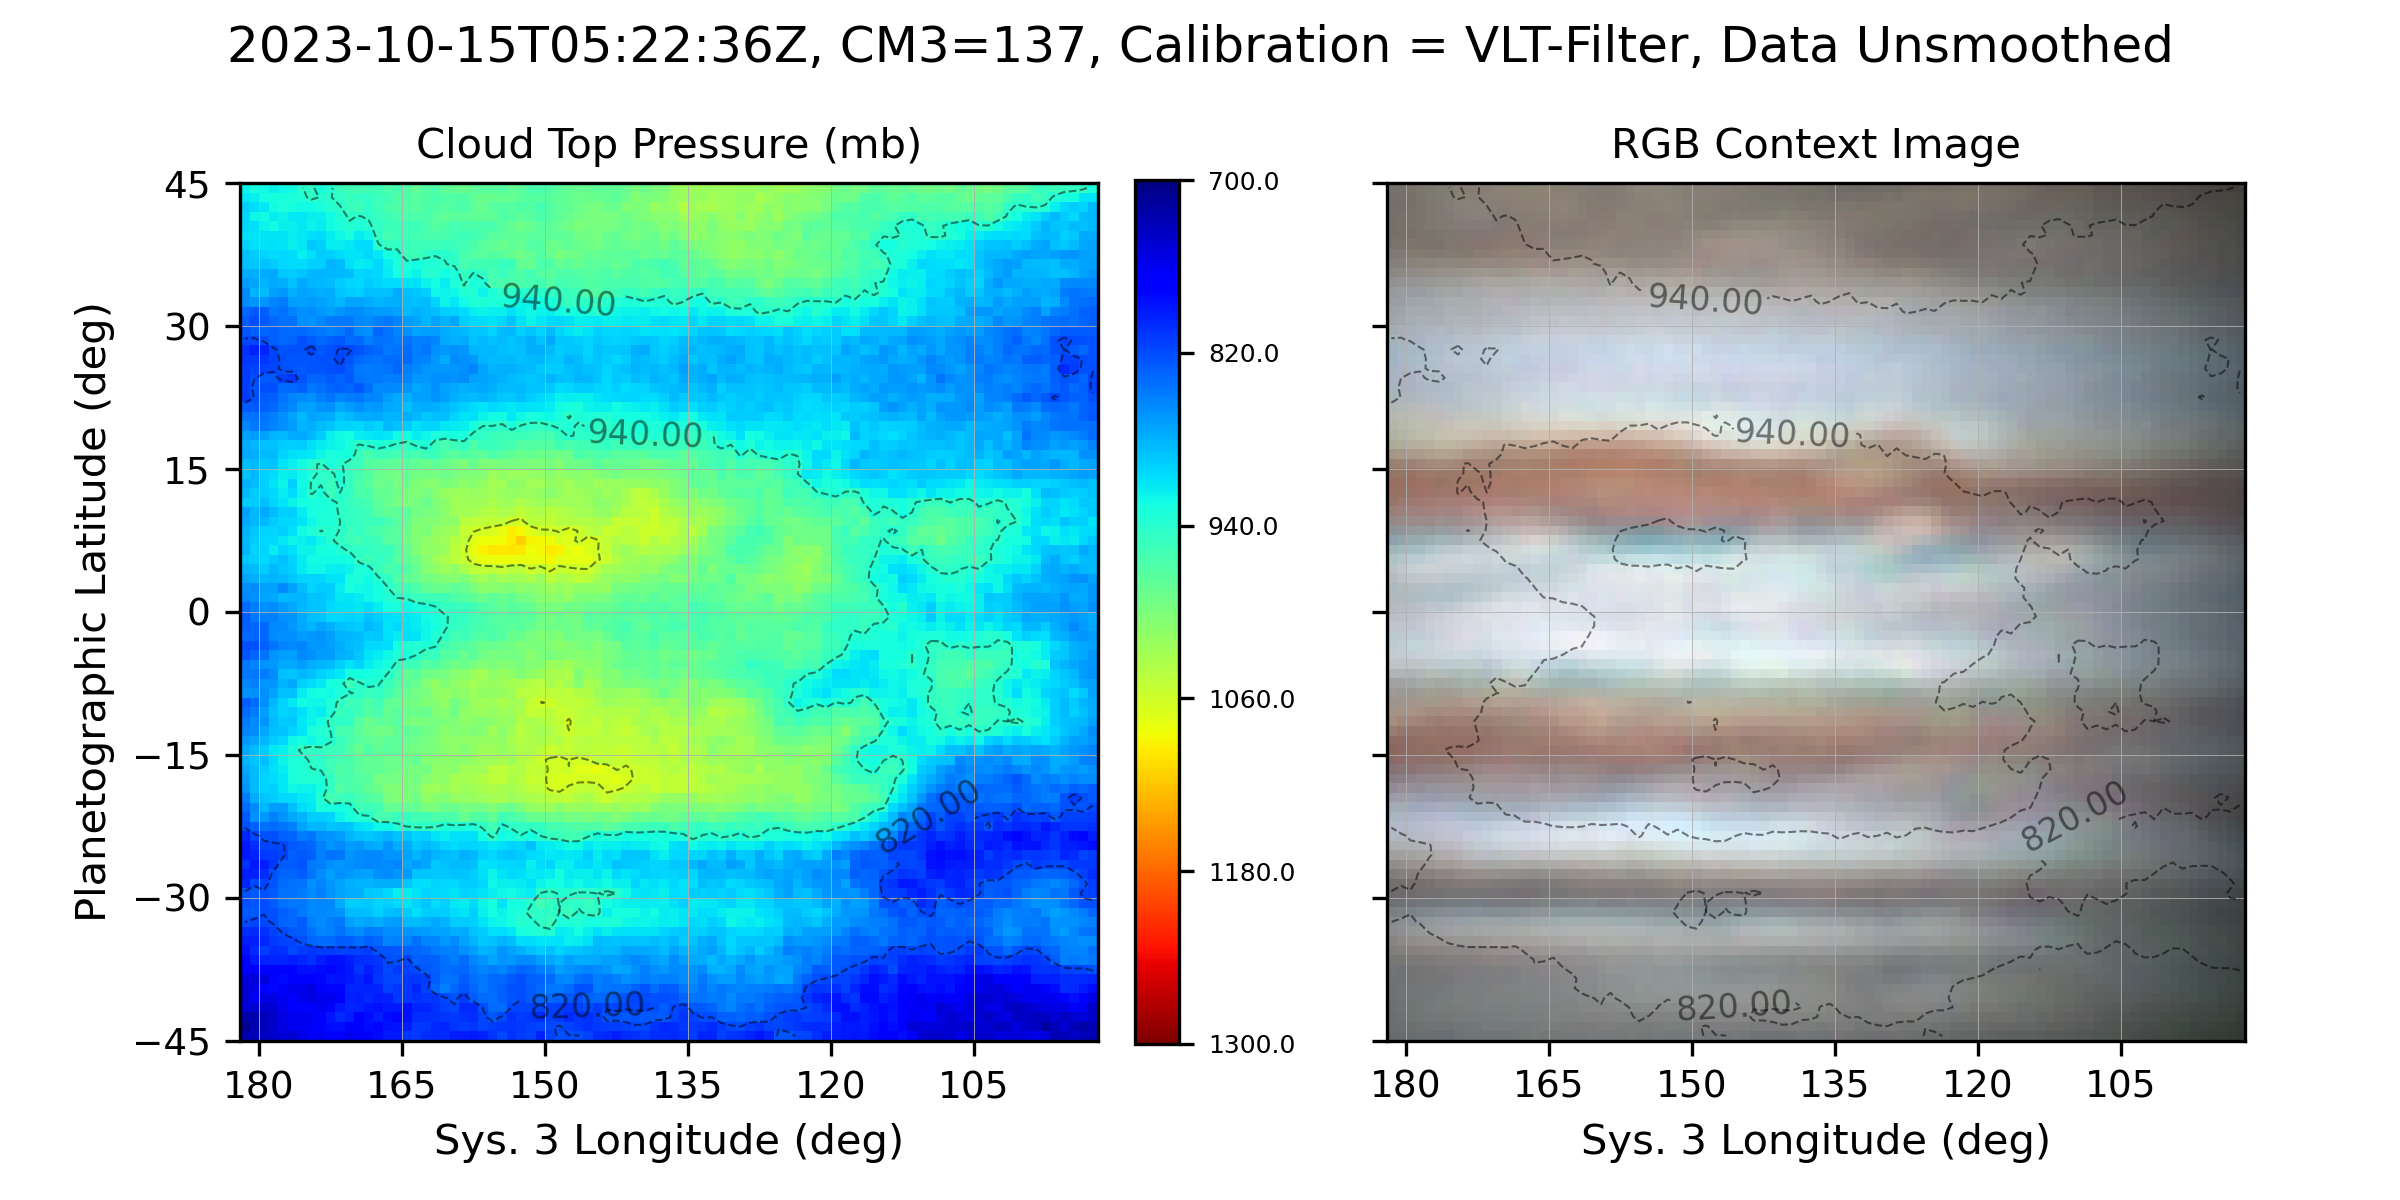 2023-10-15T05:22:36Z, CM3=137, Calibration = VLT-Filter, Data Unsmoothed
Cloud Top Pressure (mb)
45
30
15
0
−15
−30
−45
Planetographic Latitude (deg)
940.00
940.00
820.00
820.00
180 165 150 135 120 105
Sys. 3 Longitude (deg)
700.0
820.0
940.0
1060.0
1180.0
1300.0
RGB Context Image
940.00
940.00
820.00
820.00
180 165 150 135 120 105
Sys. 3 Longitude (deg)